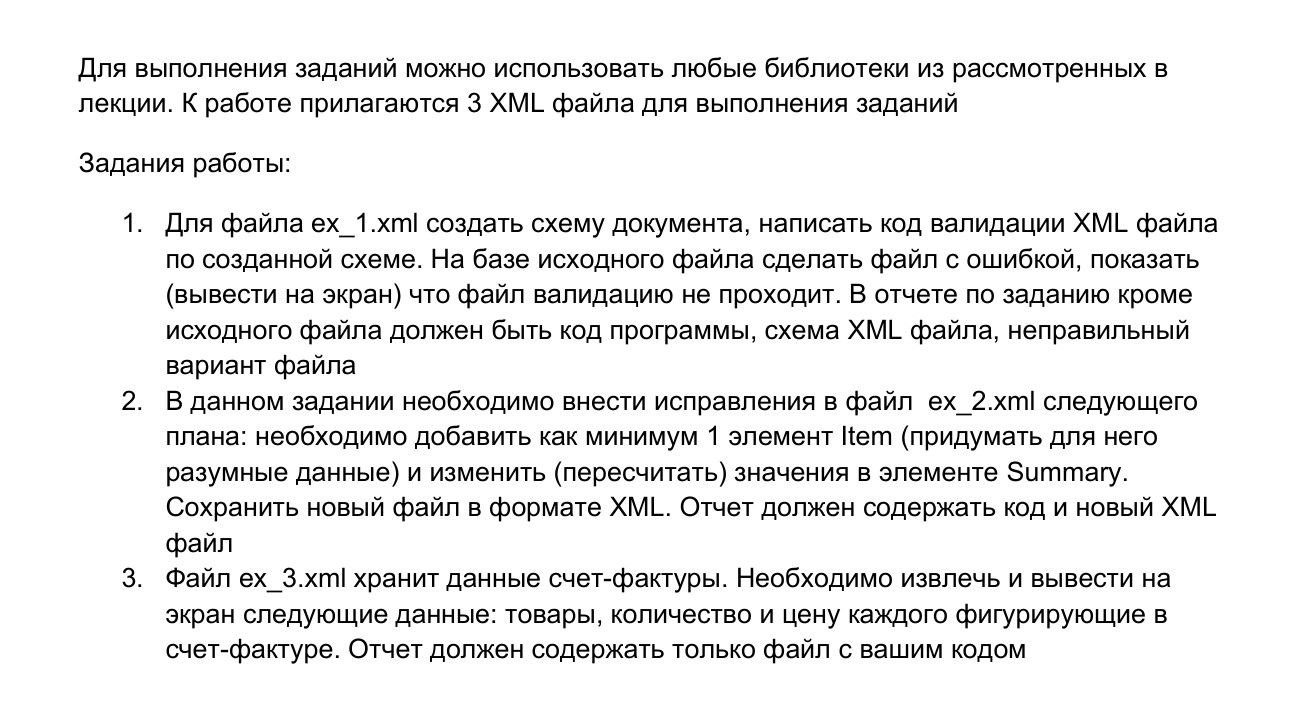 Для выполнения заданий можно использовать любые библиотеки из рассмотренных в
лекции. К работе прилагаются 3 XML файла для выполнения заданий
Задания работы:
1. Для файла ex_1.xml создать схему документа, написать код валидации XML файла
по созданной схеме. На базе исходного файла сделать файл с ошибкой, показать
(вывести на экран) что файл валидацию не проходит. В отчете по заданию кроме
исходного файла должен быть код программы, схема XML файла, неправильный
вариант файла
2. В данном задании необходимо внести исправления в файл  ex_2.xml следующего
плана: необходимо добавить как минимум 1 элемент Item (придумать для него
разумные данные) и изменить (пересчитать) значения в элементе Summary.
Сохранить новый файл в формате XML. Отчет должен содержать код и новый XML
файл
3. Файл ex_3.xml хранит данные счет-фактуры. Необходимо извлечь и вывести на
экран следующие данные: товары, количество и цену каждого фигурирующие в
счет-фактуре. Отчет должен содержать только файл с вашим кодом